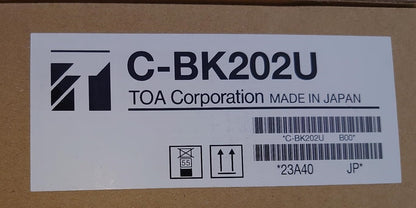 C-BK202U
TOA Corporation MADE IN JAPAN
*C-BK202U B00*
55
*23A40 JP*